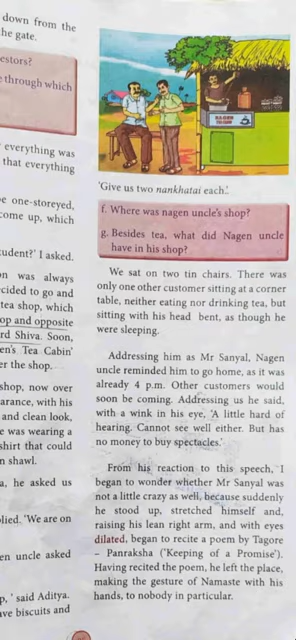 down from the
he gate.
estors?
through which
everything was
that everything
e one-storeyed,
come up, which
tudent?' I asked.
n was always
cided to go and
tea shop, which
op and opposite
rd Shiva. Soon,
en's Tea Cabin'
er the shop.
shop, now over
arance, with his
and clean look,
e was wearing a
shirt that could
n shawl.
a, he asked us
lied. 'We are on
en uncle asked
p, ' said Aditya.
ave biscuits and
NAGEN
'Give us two nankhatai each'.
f. Where was nagen uncle's shop?
g. Besides tea, what did Nagen uncle
have in his shop?
We sat on two tin chairs. There was
only one other customer sitting at a corner
table, neither eating nor drinking tea, but
sitting with his head bent, as though he
were sleeping.
Addressing him as Mr Sanyal, Nagen
uncle reminded him to go home, as it was
already 4 p.m. Other customers would
soon be coming. Addressing us he said,
with a wink in his eye, 'A little hard of
hearing. Cannot see well either. But has
no money to buy spectacles.'
From his reaction to this speech, I
began to wonder whether Mr Sanyal was
not a little crazy as well, because suddenly
he stood up, stretched himself and,
raising his lean right arm, and with eyes
dilated, began to recite a poem by Tagore
– Panraksha ('Keeping of a Promise').
Having recited the poem, he left the place,
making the gesture of Namaste with his
hands, to nobody in particular.